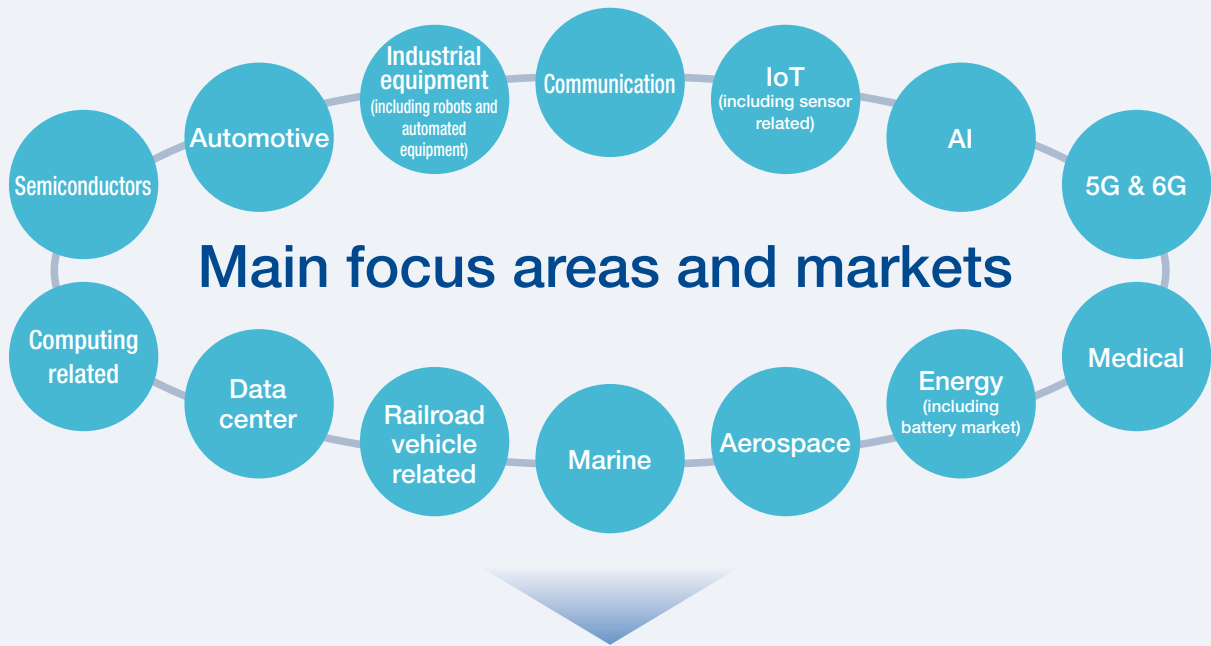 Industrial
equipment
(including robots and
automated
equipment)
Communication
IoT
(including sensor
related)
Automotive
AI
Semiconductors
5G & 6G
Main focus areas and markets
Computing
related
Data
center
Railroad
vehicle
related
Marine
Aerospace
Energy
(including
battery market)
Medical